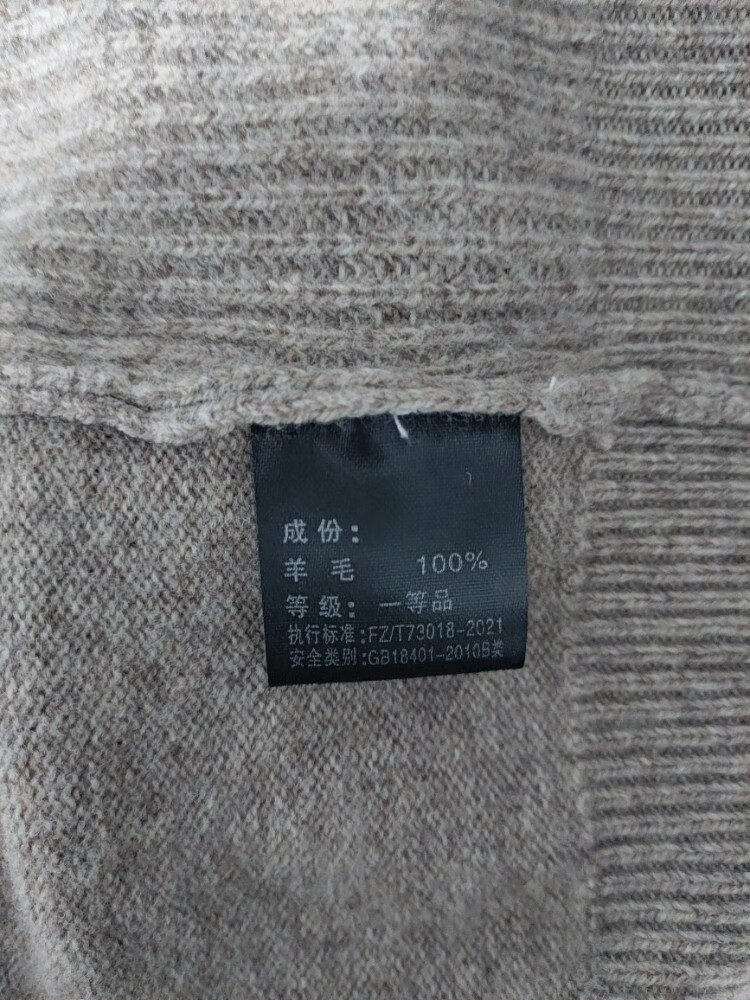 成份：
羊毛 100%
等级：一等品
执行标准:FZ/T73018-2021
安全类别:GB18401-2010B类